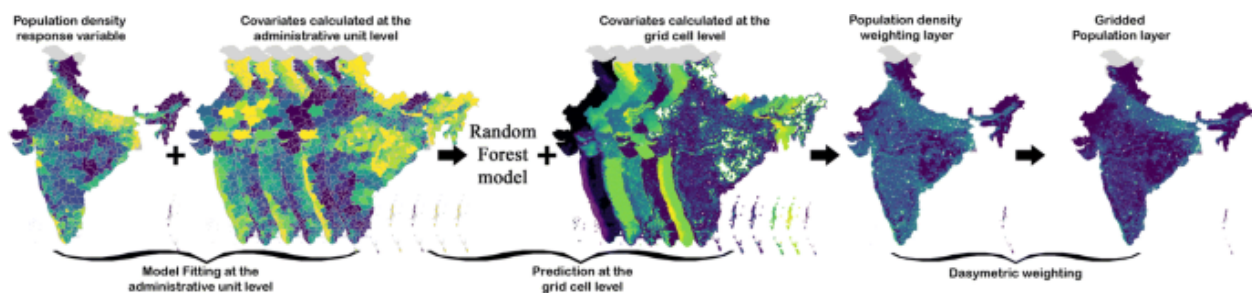 Population density
response variable
Covariates calculated at the
administrative unit level
Covariates calculated at the
grid cell level
Population density
weighting layer
Gridded
Population layer
+
Random
Forest
model
+
Model Fitting at the
administrative unit level
Prediction at the
grid cell level
Dasymetric weighting